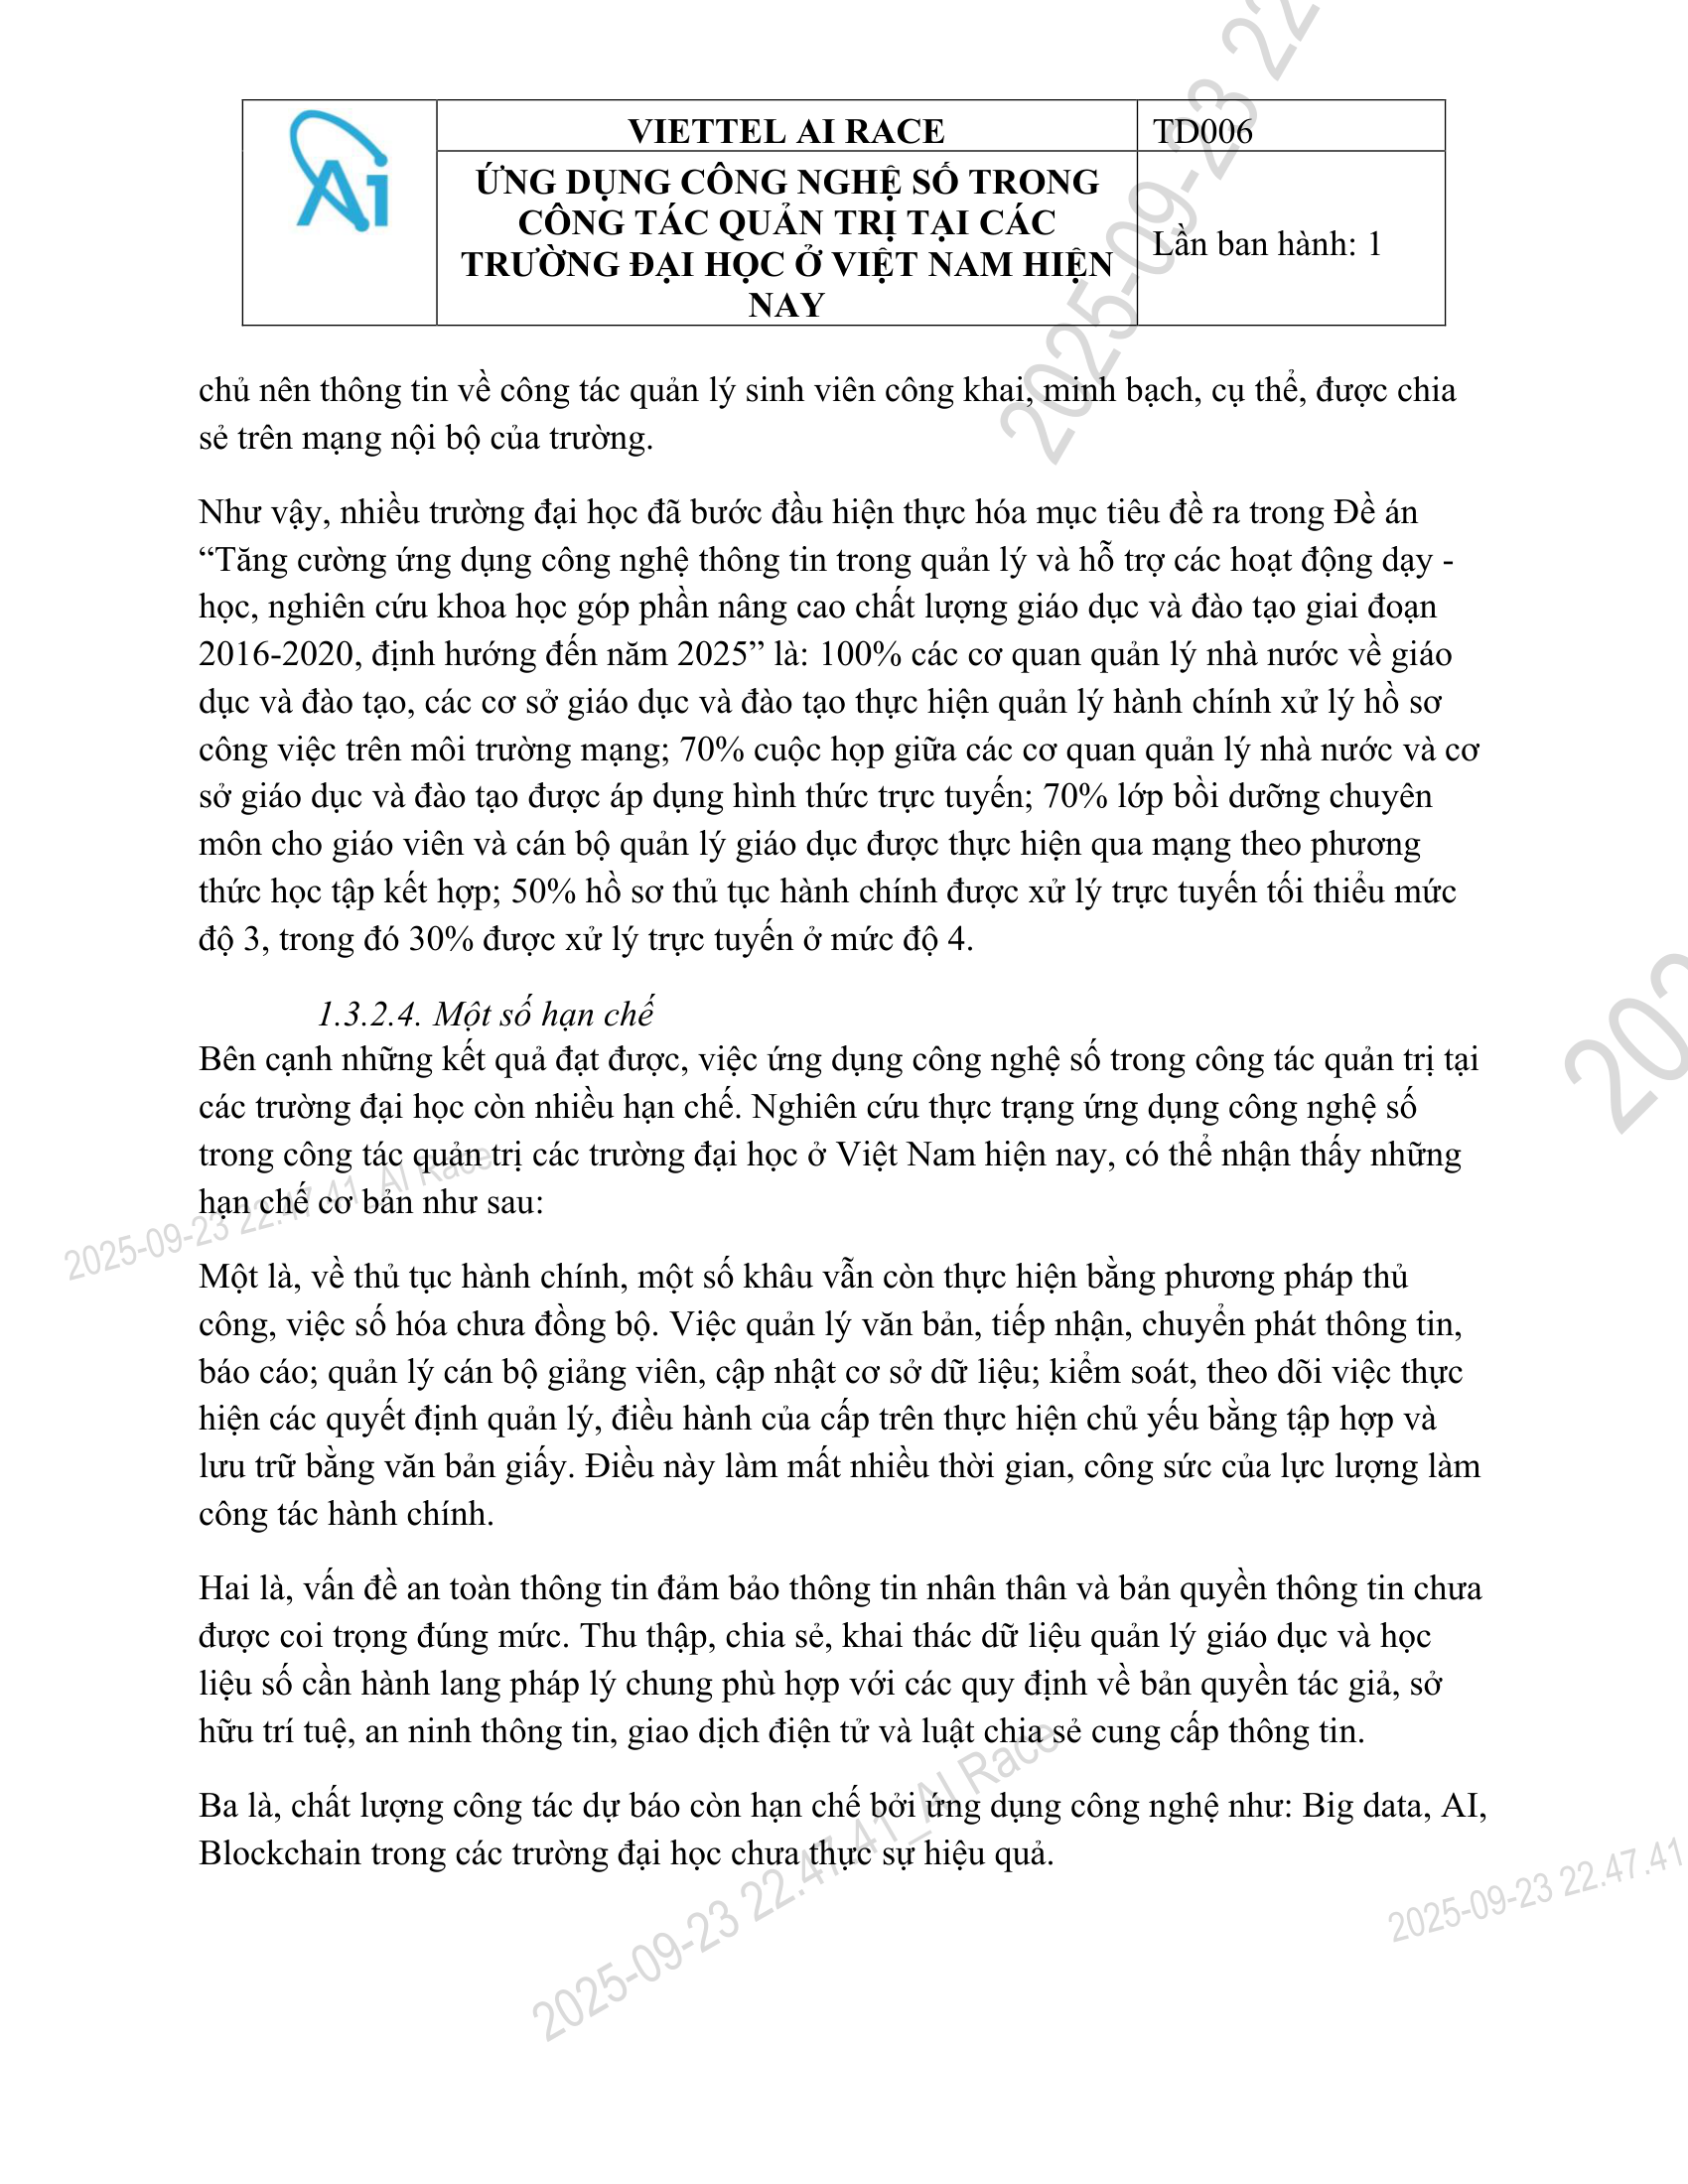 Ai
VIETTEL AI RACE
TD006
ỨNG DỤNG CÔNG NGHỆ SỐ TRONG
CÔNG TÁC QUẢN TRỊ TẠI CÁC
TRƯỜNG ĐẠI HỌC Ở VIỆT NAM HIỆN
NAY
Lần ban hành: 1
chủ nên thông tin về công tác quản lý sinh viên công khai, minh bạch, cụ thể, được chia
sẻ trên mạng nội bộ của trường.
Như vậy, nhiều trường đại học đã bước đầu hiện thực hóa mục tiêu đề ra trong Đề án
“Tăng cường ứng dụng công nghệ thông tin trong quản lý và hỗ trợ các hoạt động dạy -
học, nghiên cứu khoa học góp phần nâng cao chất lượng giáo dục và đào tạo giai đoạn
2016-2020, định hướng đến năm 2025” là: 100% các cơ quan quản lý nhà nước về giáo
dục và đào tạo, các cơ sở giáo dục và đào tạo thực hiện quản lý hành chính xử lý hồ sơ
công việc trên môi trường mạng; 70% cuộc họp giữa các cơ quan quản lý nhà nước và cơ
sở giáo dục và đào tạo được áp dụng hình thức trực tuyến; 70% lớp bồi dưỡng chuyên
môn cho giáo viên và cán bộ quản lý giáo dục được thực hiện qua mạng theo phương
thức học tập kết hợp; 50% hồ sơ thủ tục hành chính được xử lý trực tuyến tối thiểu mức
độ 3, trong đó 30% được xử lý trực tuyến ở mức độ 4.
1.3.2.4. Một số hạn chế
Bên cạnh những kết quả đạt được, việc ứng dụng công nghệ số trong công tác quản trị tại
các trường đại học còn nhiều hạn chế. Nghiên cứu thực trạng ứng dụng công nghệ số
trong công tác quản trị các trường đại học ở Việt Nam hiện nay, có thể nhận thấy những
hạn chế cơ bản như sau:
Một là, về thủ tục hành chính, một số khâu vẫn còn thực hiện bằng phương pháp thủ
công, việc số hóa chưa đồng bộ. Việc quản lý văn bản, tiếp nhận, chuyển phát thông tin,
báo cáo; quản lý cán bộ giảng viên, cập nhật cơ sở dữ liệu; kiểm soát, theo dõi việc thực
hiện các quyết định quản lý, điều hành của cấp trên thực hiện chủ yếu bằng tập hợp và
lưu trữ bằng văn bản giấy. Điều này làm mất nhiều thời gian, công sức của lực lượng làm
công tác hành chính.
Hai là, vấn đề an toàn thông tin đảm bảo thông tin nhân thân và bản quyền thông tin chưa
được coi trọng đúng mức. Thu thập, chia sẻ, khai thác dữ liệu quản lý giáo dục và học
liệu số cần hành lang pháp lý chung phù hợp với các quy định về bản quyền tác giả, sở
hữu trí tuệ, an ninh thông tin, giao dịch điện tử và luật chia sẻ cung cấp thông tin.
Ba là, chất lượng công tác dự báo còn hạn chế bởi ứng dụng công nghệ như: Big data, AI,
Blockchain trong các trường đại học chưa thực sự hiệu quả.
2025-09-23 22
202
2025-09-23 22.47.41_AI Race
2025-09-23 22.47.41_AI Race
2025-09-23 22.47.41